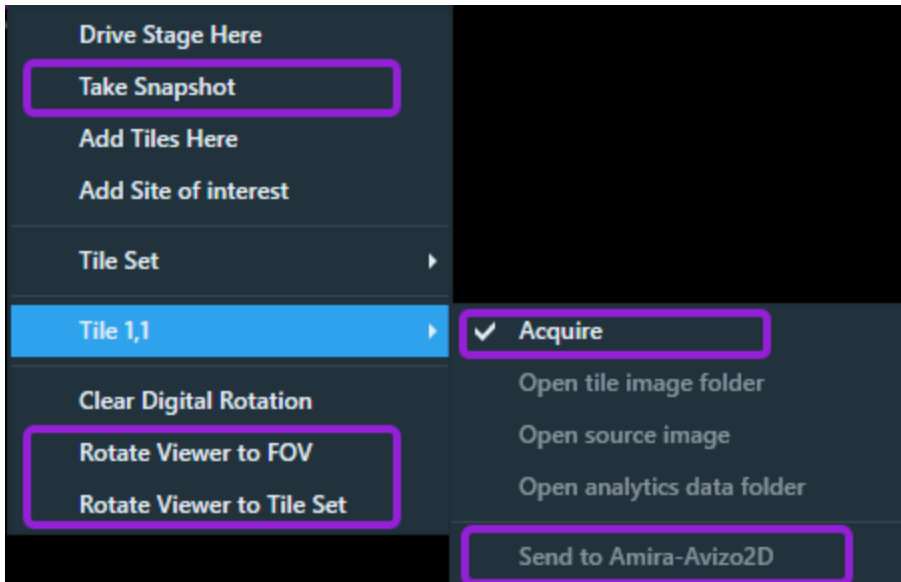 Drive Stage Here
Take Snapshot
Add Tiles Here
Add Site of interest
Tile Set
Tile 1,1
Clear Digital Rotation
Rotate Viewer to FOV
Rotate Viewer to Tile Set
Acquire
Open tile image folder
Open source image
Open analytics data folder
Send to Amira-Avizo2D